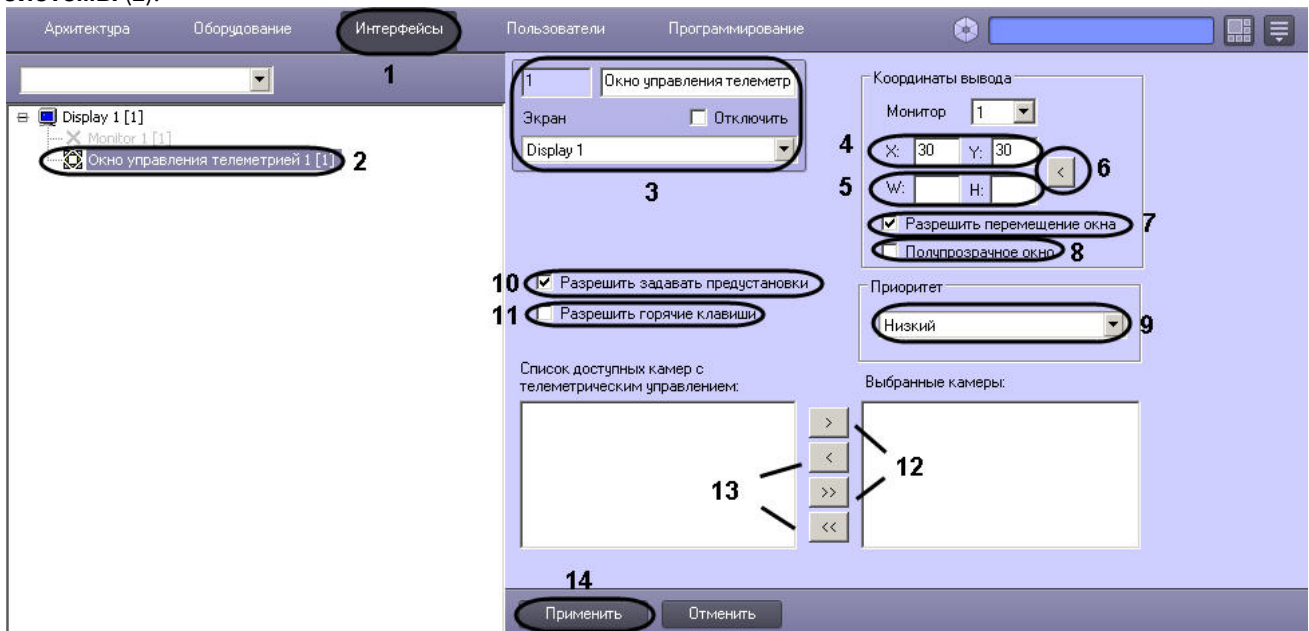 системы (2).
Архитектура Оборудование Интерфейсы Пользователи Программирование
1
1 Окно управления телеметр
Экран Отключить
Display 1
3
Display 1 [1]
Monitor 1 [1]
Окно управления телеметрией 1 [1] 2
Координаты вывода
Монитор 1
4 X: 30 Y: 30
5 W: H: < 6
Разрешить перемещение окна 7
Полупрозрачное окно 8
10 Разрешить задавать предустановки
11 Разрешить горячие клавиши
Приоритет
Низкий 9
Список доступных камер с
телеметрическим управлением:
Выбранные камеры:
>
<
>>
<<
12
13
14
Применить Отменить